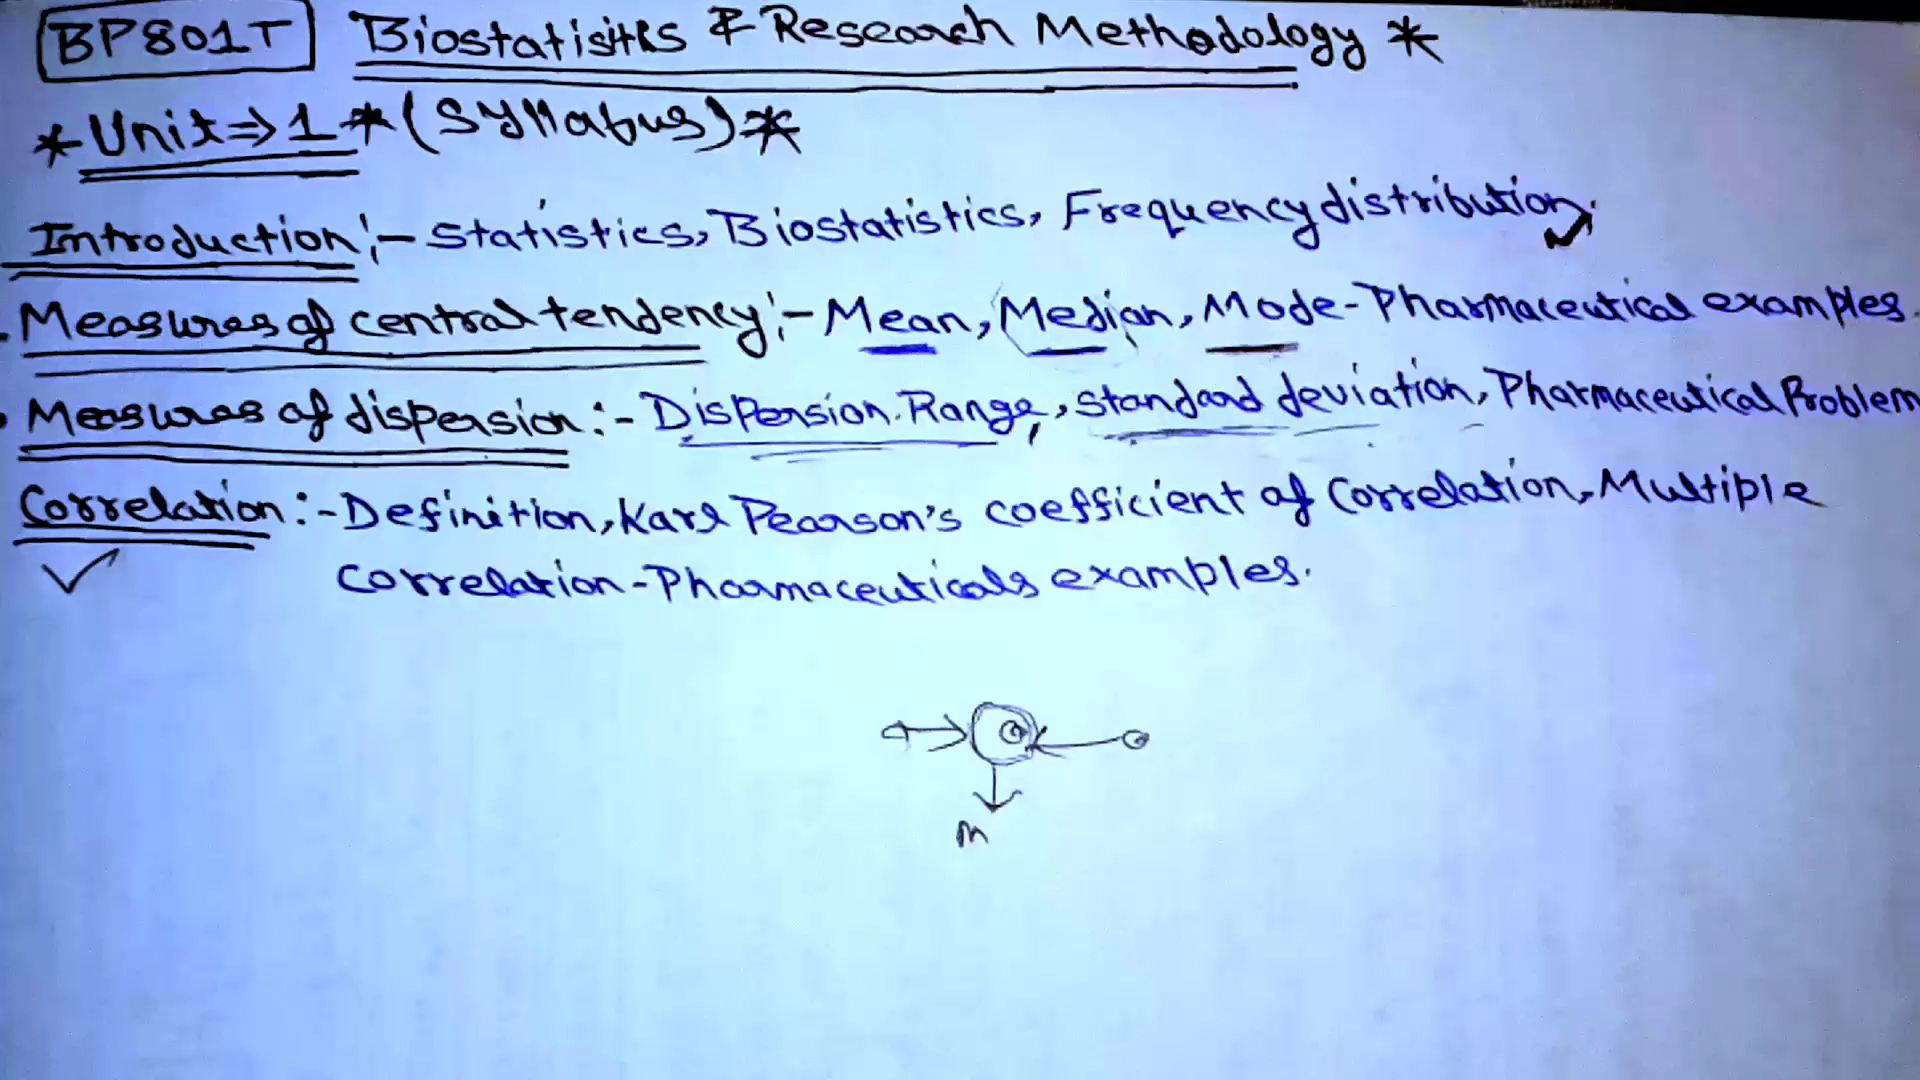 BP801T Biostatisitcs & Research Methodology *
* Unit => 1 * (Syllabus) *
Introduction :- Statistics, Biostatistics, Frequency distribution.
. Measures of central tendency :- Mean, Median, Mode - Pharmaceutical examples.
. Measures of dispersion :- Dispersion. Range, standard deviation, Pharmaceutical Problem
Correlation :- Definition, Karl Pearson's coefficient of Correlation, Multiple
correlation - Pharmaceuticals examples.
m